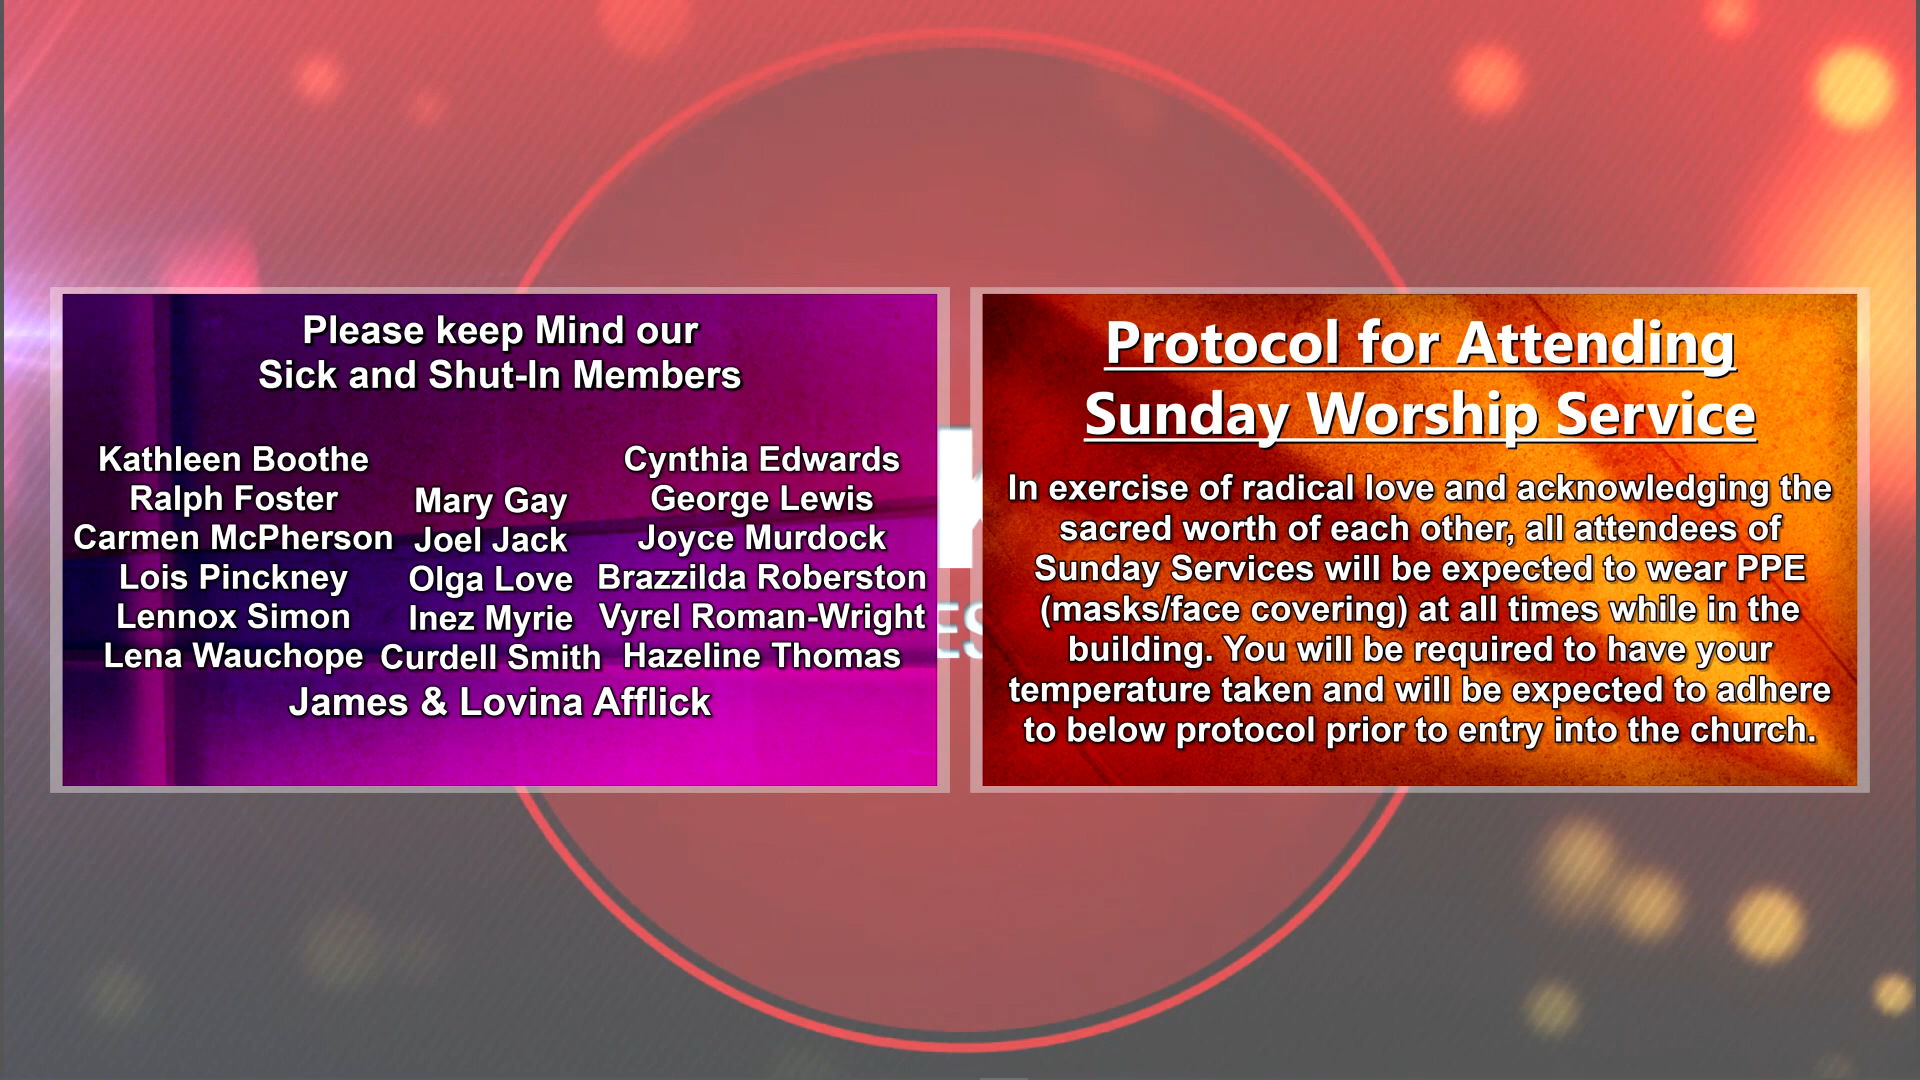 Please keep Mind our
Sick and Shut-In Members
Kathleen Boothe
Ralph Foster
Carmen McPherson
Lois Pinckney
Lennox Simon
Lena Wauchope
Mary Gay
Joel Jack
Olga Love
Inez Myrie
Curdell Smith
Cynthia Edwards
George Lewis
Joyce Murdock
Brazzilda Roberston
Vyrel Roman-Wright
Hazeline Thomas
James & Lovina Afflick
Protocol for Attending
Sunday Worship Service
In exercise of radical love and acknowledging the
sacred worth of each other, all attendees of
Sunday Services will be expected to wear PPE
(masks/face covering) at all times while in the
building. You will be required to have your
temperature taken and will be expected to adhere
to below protocol prior to entry into the church.